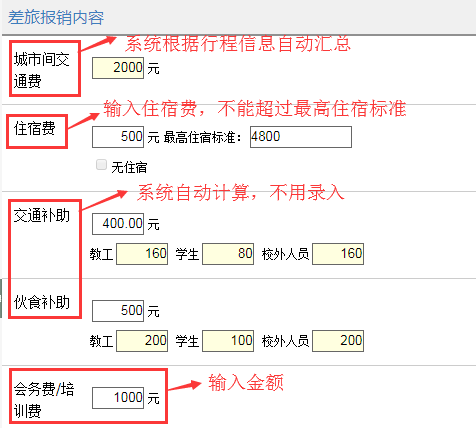 差旅报销内容
系统根据行程信息自动汇总
城市间交
通费
2000 元
输入住宿费，不能超过最高住宿标准
住宿费
500 元 最高住宿标准： 4800
无住宿
系统自动计算，不用录入
交通补助
400.00 元
教工 160 学生 80 校外人员 160
伙食补助
500 元
教工 200 学生 100 校外人员 200
会务费/培
训费
1000 元
输入金额